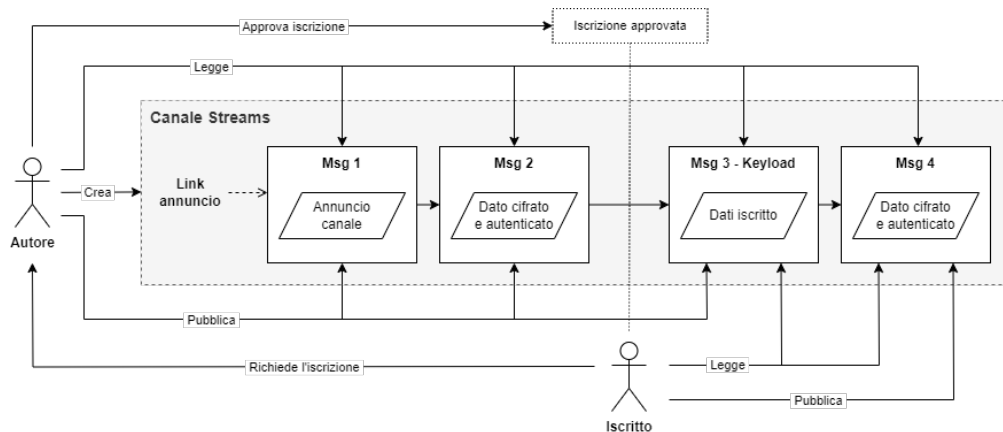 Approva iscrizione
Iscrizione approvata
Legge
Canale Streams
Msg 1
Msg 2
Msg 3 - Keyload
Msg 4
Link
annuncio
Crea
Annuncio
canale
Dato cifrato
e autenticato
Dati iscritto
Dato cifrato
e autenticato
Autore
Pubblica
Richiede l'iscrizione
Legge
Pubblica
Iscritto